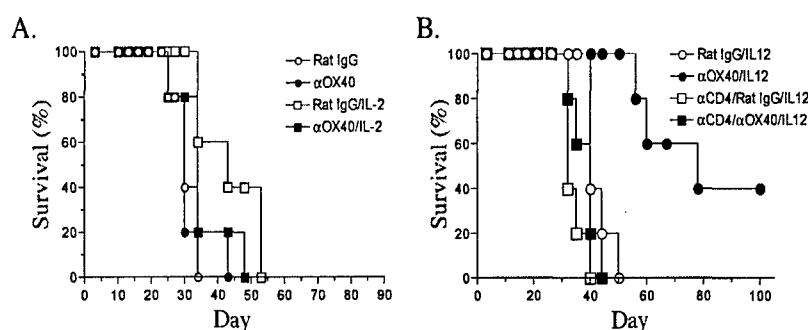 A.
Survival (%)
100
80
60
40
20
0
0 10 20 30 40 50 60 70 80 90
Day
Rat IgG
αOX40
Rat IgG/IL-2
αOX40/IL-2
B.
Survival (%)
100
80
60
40
20
0
0 20 40 60 80 100
Day
Rat IgG/IL12
αOX40/IL12
αCD4/Rat IgG/IL12
αCD4/αOX40/IL12